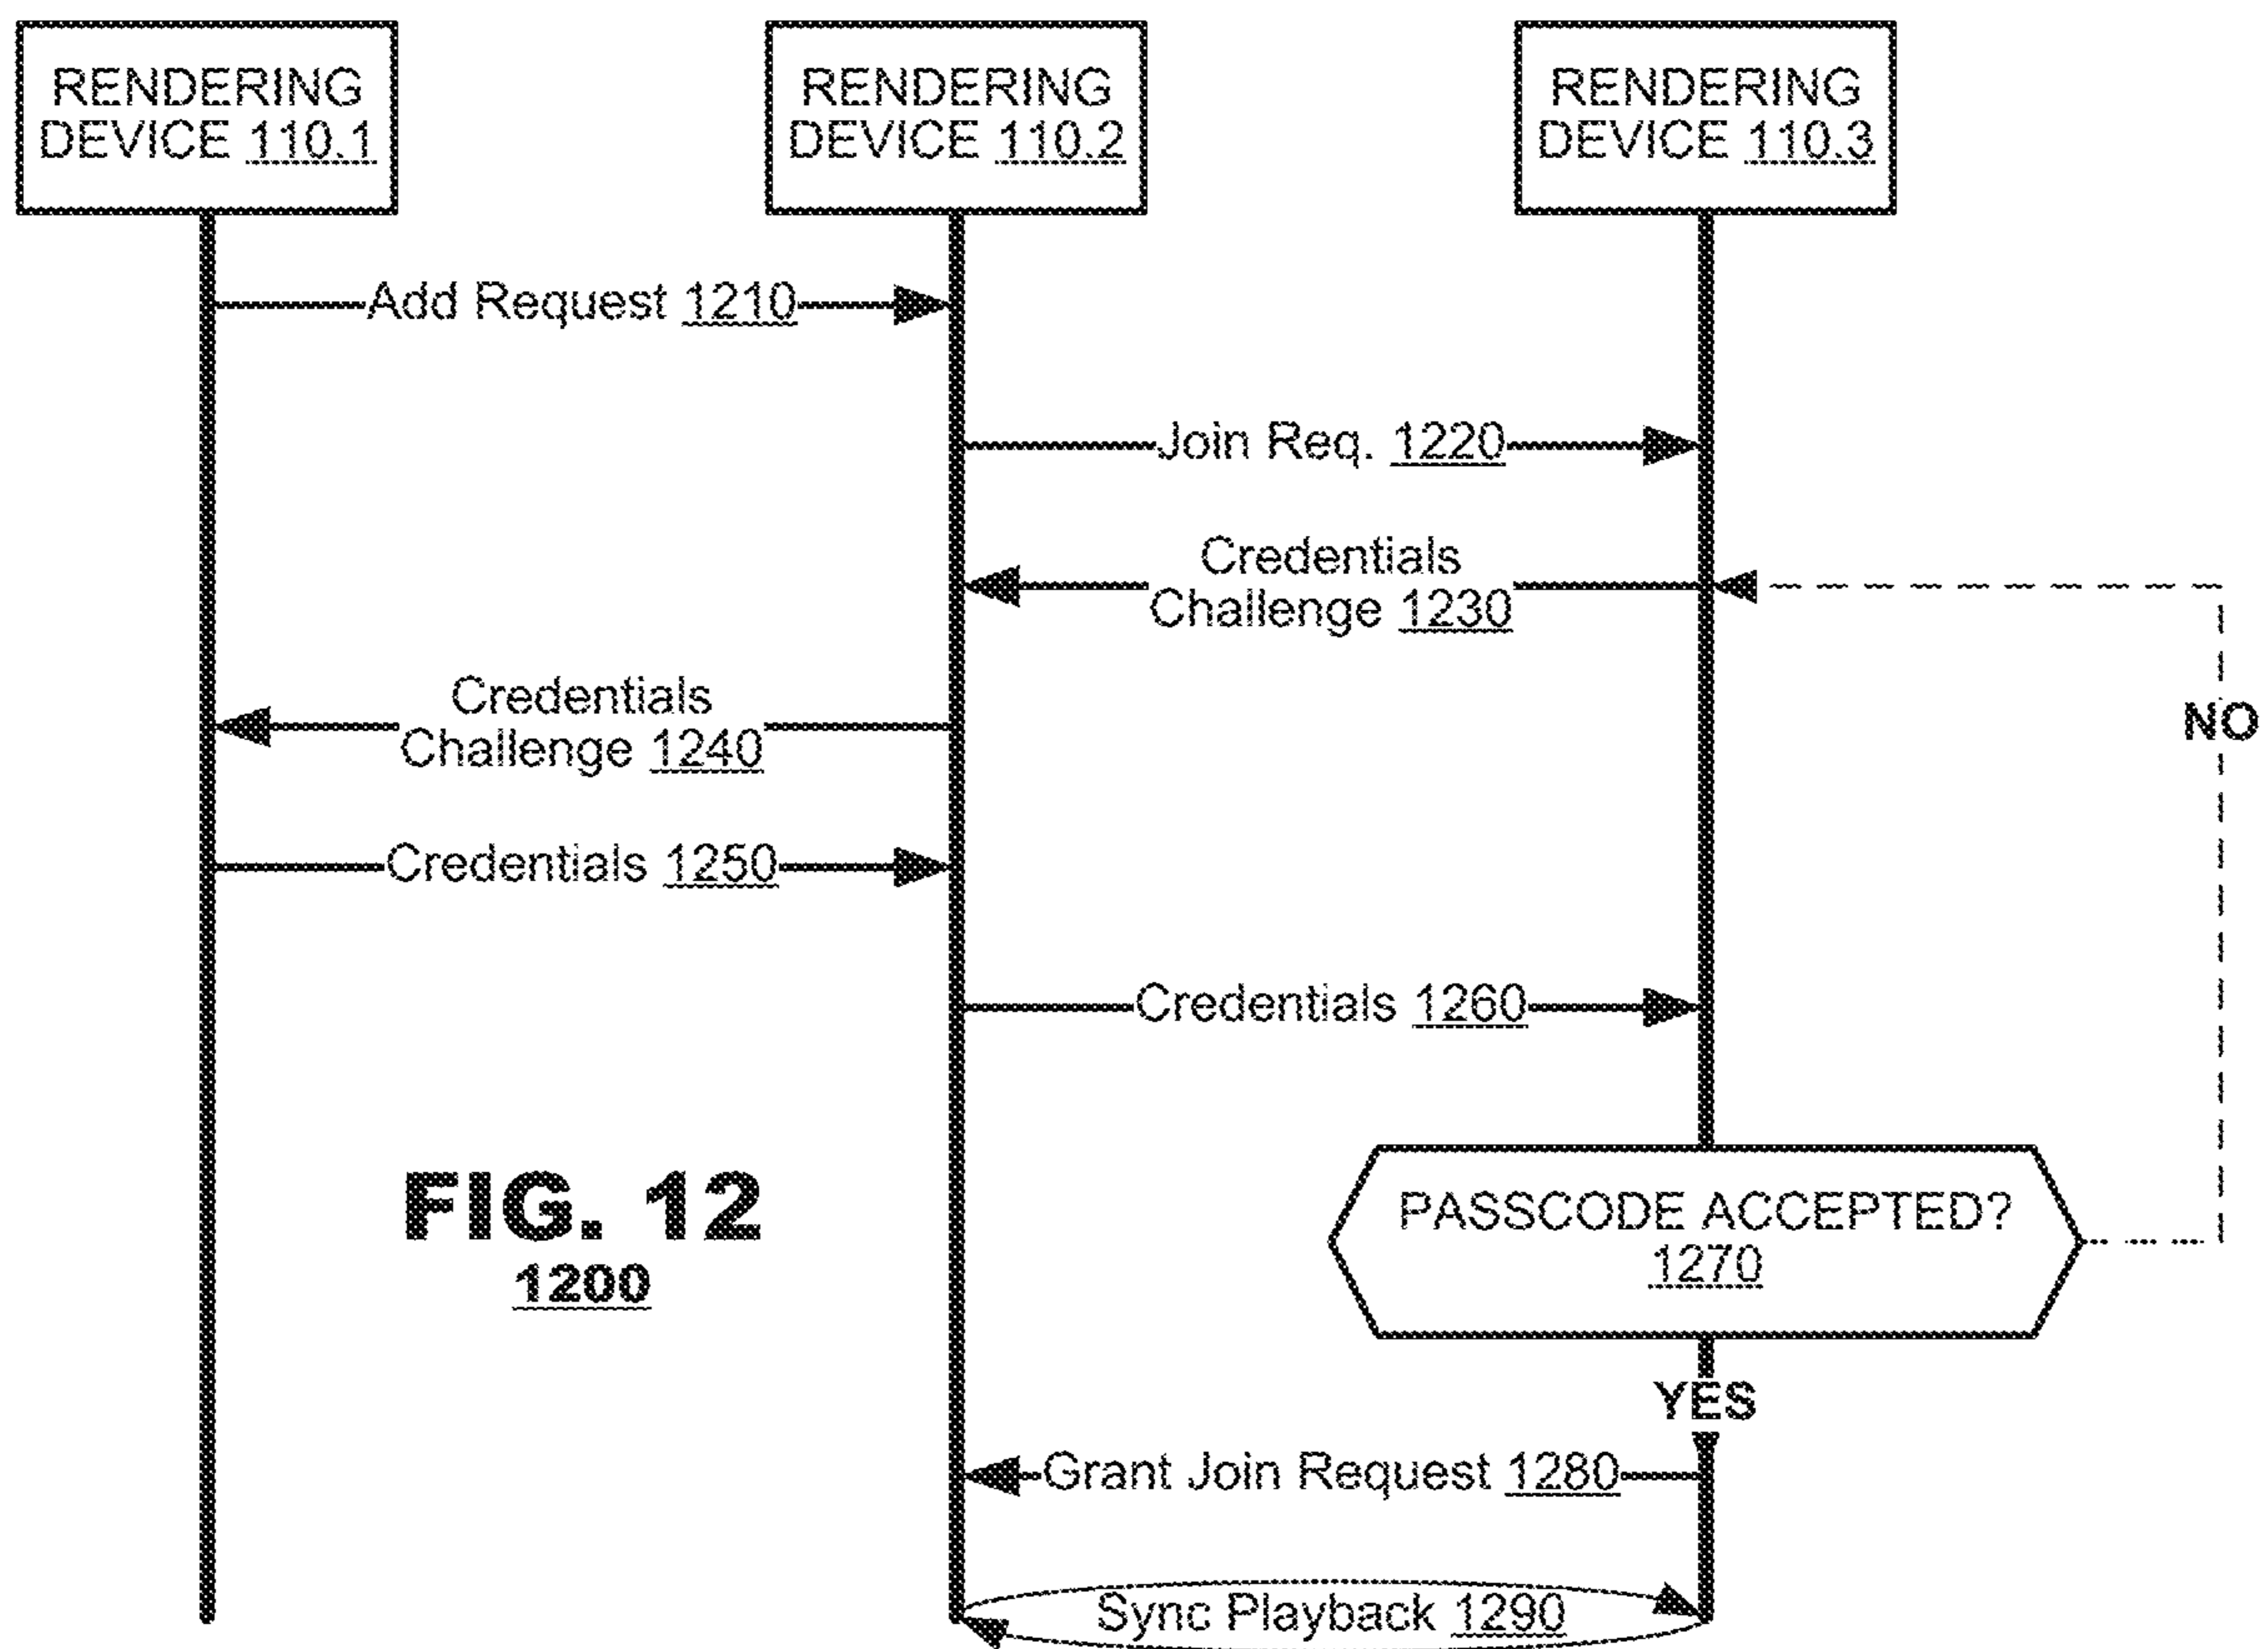 RENDERING
DEVICE 110.1
RENDERING
DEVICE 110.2
RENDERING
DEVICE 110.3
Add Request 1210
Join Req. 1220
Credentials
Challenge 1230
Credentials
Challenge 1240
NO
Credentials 1250
Credentials 1260
FIG. 12
1200
PASSCODE ACCEPTED?
1270
YES
Grant Join Request 1280
Sync Playback 1290